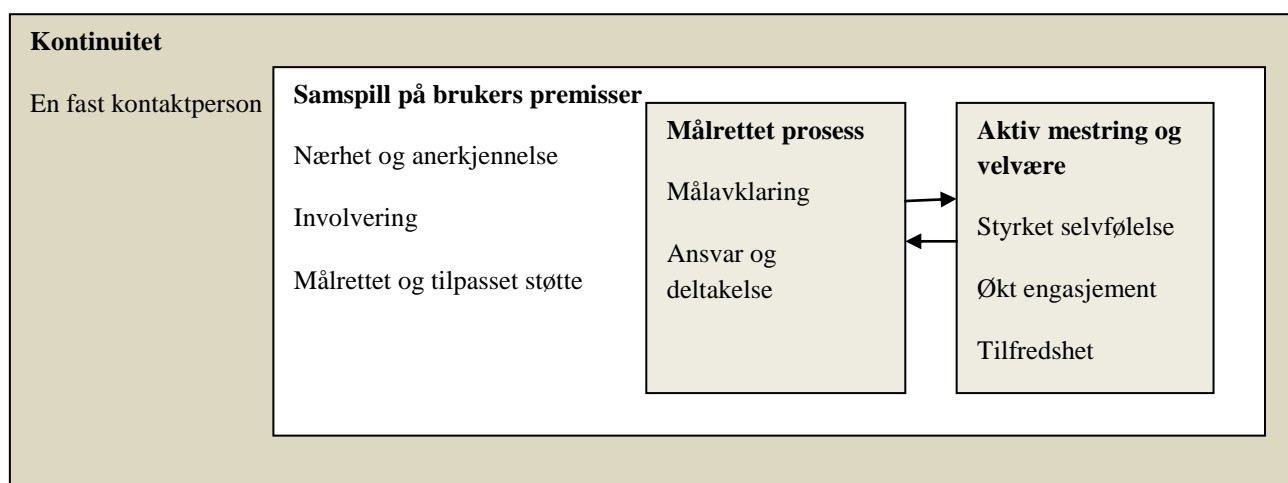 Kontinuitet
En fast kontaktperson
Samspill på brukers premisser
Nærhet og anerkjennelse
Involvering
Målrettet og tilpasset støtte
Målrettet prosess
Målavklaring
Ansvar og
deltakelse
Aktiv mestring og
velvære
Styrket selvfølelse
Økt engasjement
Tilfredshet